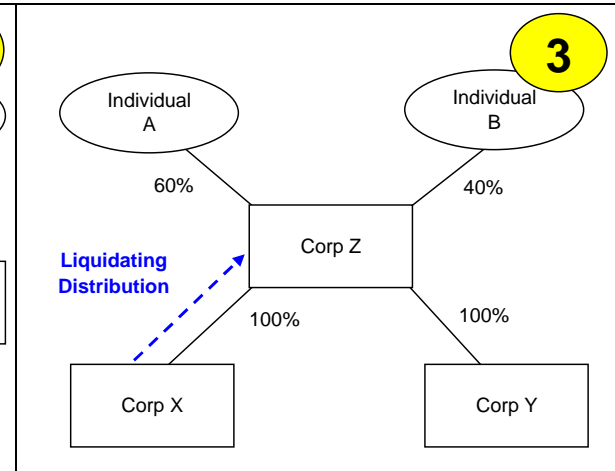 3
Individual
A
Individual
B
60%
40%
Corp Z
Liquidating
Distribution
100%
100%
Corp X
Corp Y